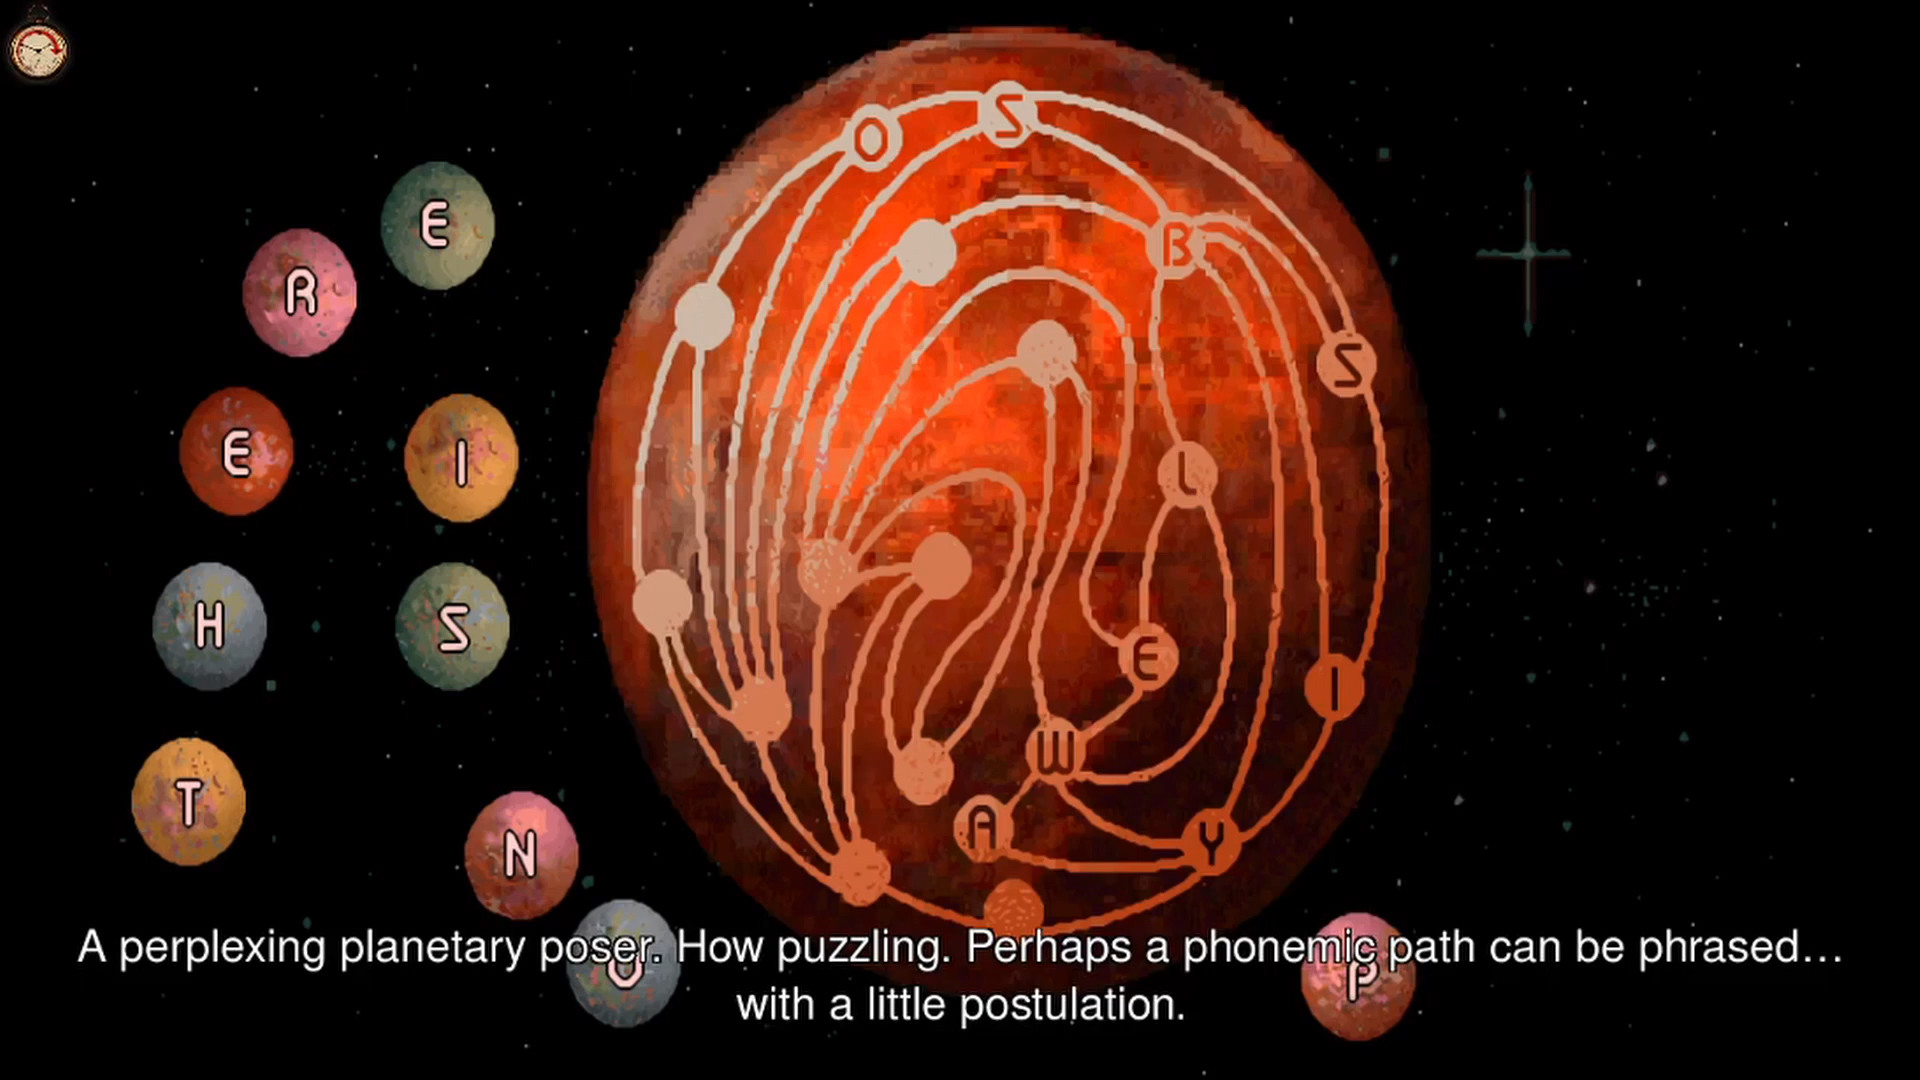 O
S
E
R
B
S
E
I
L
H
S
E
I
W
T
A
Y
N
U
P
A perplexing planetary poser. How puzzling. Perhaps a phonemic path can be phrased...
with a little postulation.